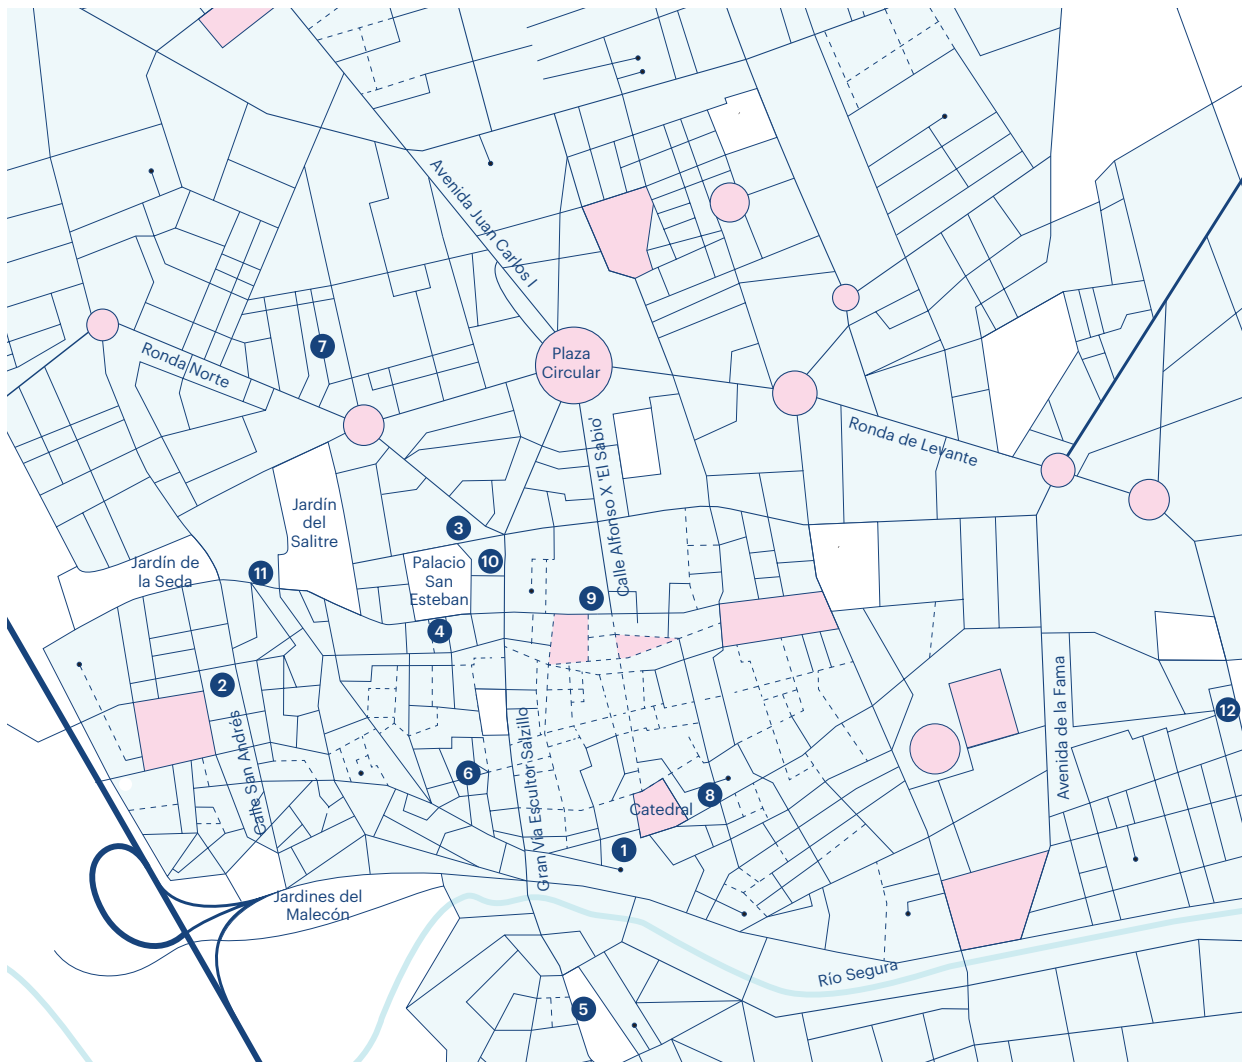 Avenida Juan Carlos I
Plaza
Circular
Ronda Norte
7
Calle Alfonso X 'El Sabio'
Ronda de Levante
Jardín
del
Salitre
3
Palacio
San
Esteban
10
Jardín de
la Seda
11
9
4
2
Calle San Andrés
Gran Vía Escultor Salzillo
Avenida de la Fama
12
6
8
Catedral
1
Jardines del
Malecón
Río Segura
5